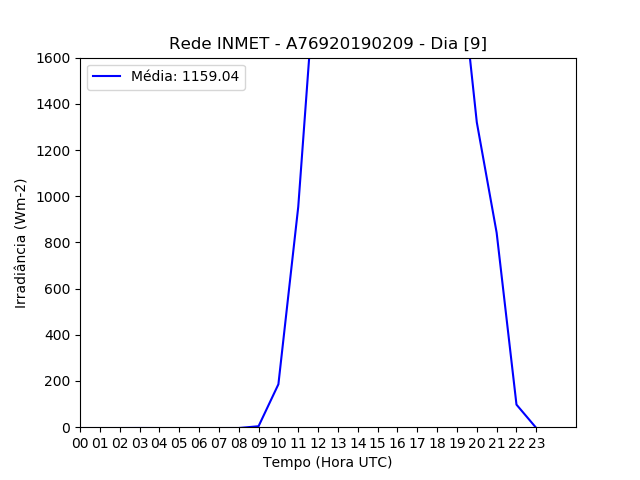 Rede INMET - A76920190209 - Dia [9]
Média: 1159.04
1600
1400
1200
1000
800
600
400
200
0
Irradiância (Wm-2)
00 01 02 03 04 05 06 07 08 09 10 11 12 13 14 15 16 17 18 19 20 21 22 23
Tempo (Hora UTC)